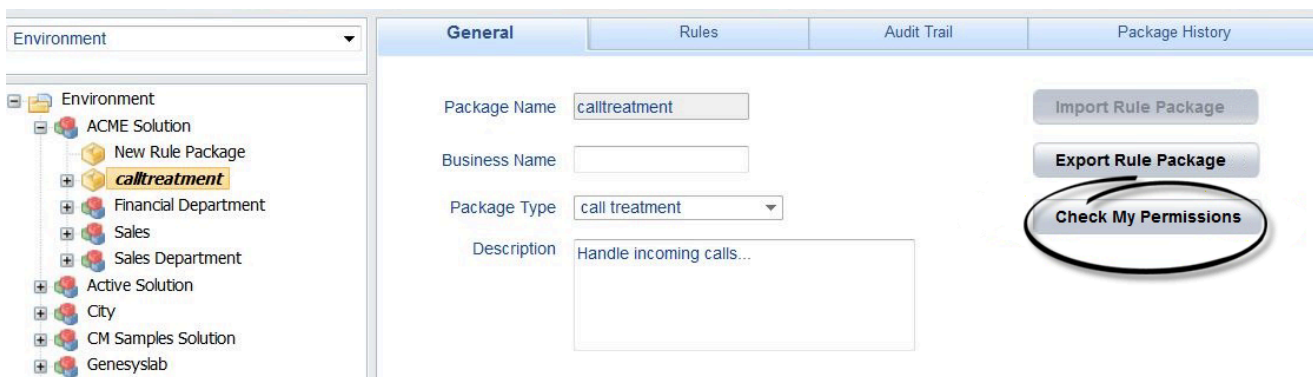 Environment
Environment
ACME Solution
New Rule Package
calltreatment
Financial Department
Sales
Sales Department
Active Solution
City
CM Samples Solution
Genesyslab
General Rules Audit Trail Package History
Package Name calltreatment
Business Name
Package Type call treatment
Description Handle incoming calls...
Import Rule Package
Export Rule Package
Check My Permissions